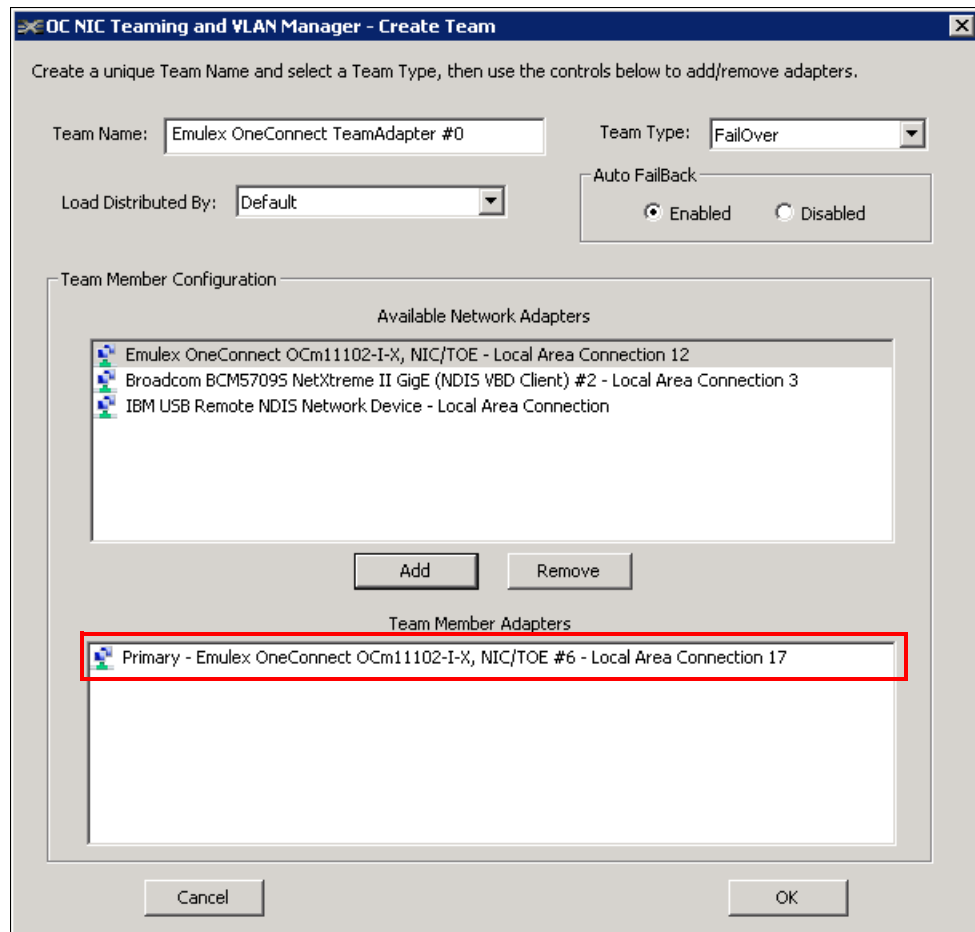 OC NIC Teaming and VLAN Manager - Create Team
Create a unique Team Name and select a Team Type, then use the controls below to add/remove adapters.
Team Name: Emulex OneConnect TeamAdapter #0
Team Type: FailOver
Load Distributed By: Default
Auto FailBack
Enabled Disabled
Team Member Configuration
Available Network Adapters
Emulex OneConnect OCm11102-I-X, NIC/TOE - Local Area Connection 12
Broadcom BCM5709S NetXtreme II GigE (NDIS VBD Client) #2 - Local Area Connection 3
IBM USB Remote NDIS Network Device - Local Area Connection
Add Remove
Team Member Adapters
Primary - Emulex OneConnect OCm11102-I-X, NIC/TOE #6 - Local Area Connection 17
Cancel OK